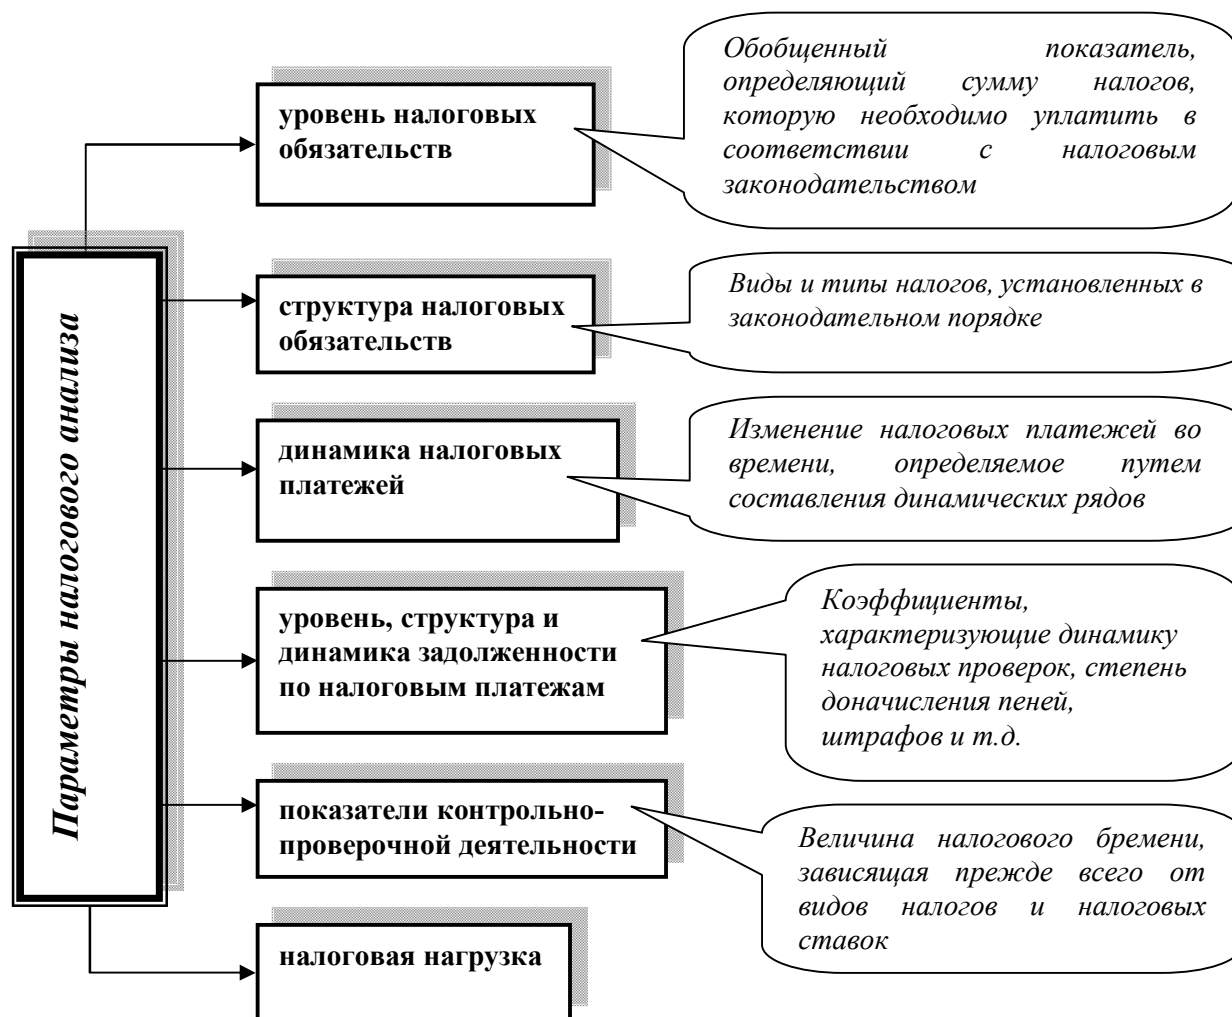 Параметры налогового анализа
уровень налоговых
обязательств
Обобщенный показатель,
определяющий сумму налогов,
которую необходимо уплатить в
соответствии с налоговым
законодательством
структура налоговых
обязательств
Виды и типы налогов, установленных в
законодательном порядке
динамика налоговых
платежей
Изменение налоговых платежей во
времени, определяемое путем
составления динамических рядов
уровень, структура и
динамика задолженности
по налоговым платежам
Коэффициенты,
характеризующие динамику
налоговых проверок, степень
доначисления пеней,
штрафов и т.д.
показатели контрольно-
проверочной деятельности
Величина налогового бремени,
зависящая прежде всего от
видов налогов и налоговых
ставок
налоговая нагрузка